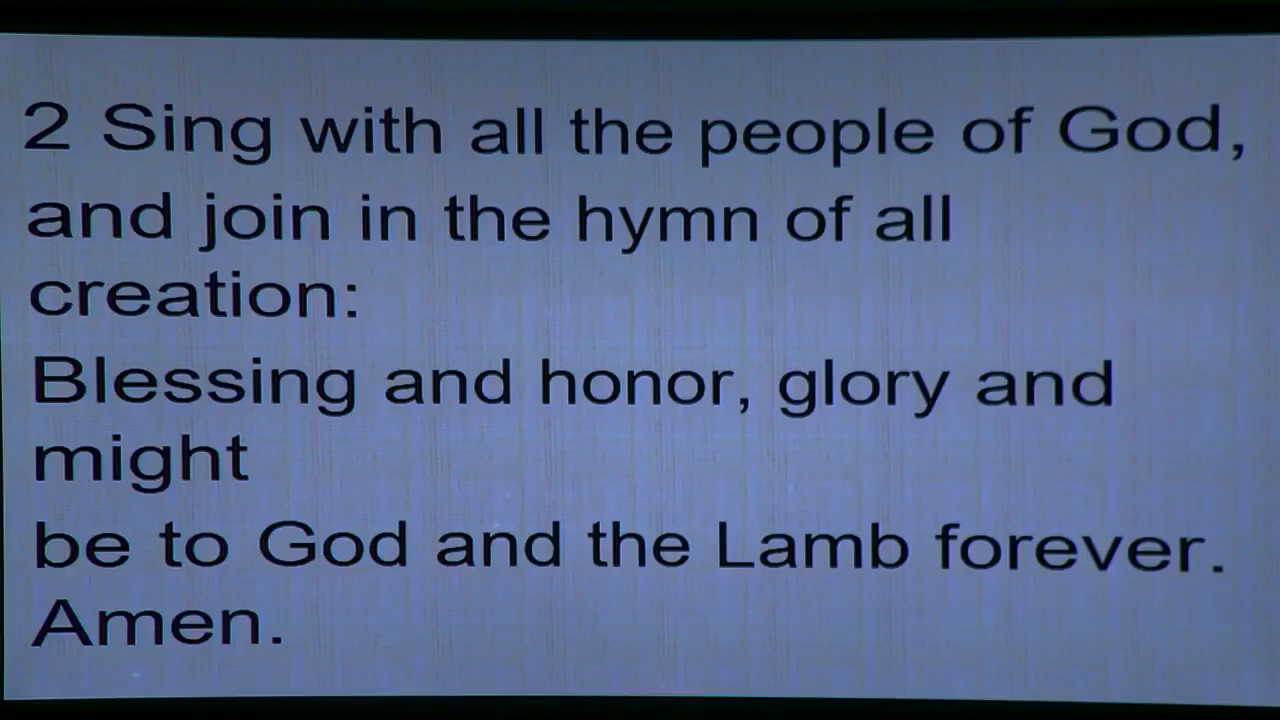 2 Sing with all the people of God,
and join in the hymn of all
creation:
Blessing and honor, glory and
might
be to God and the Lamb forever.
Amen.